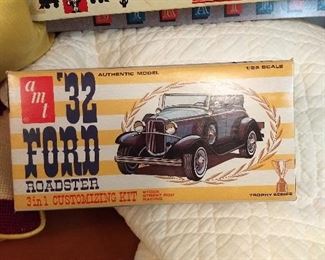 amt
'32
AUTHENTIC MODEL
1/25 SCALE
FORD
ROADSTER
3 in 1 CUSTOMIZING KIT
STOCK
STREET ROD
RACING
TROPHY SERIES